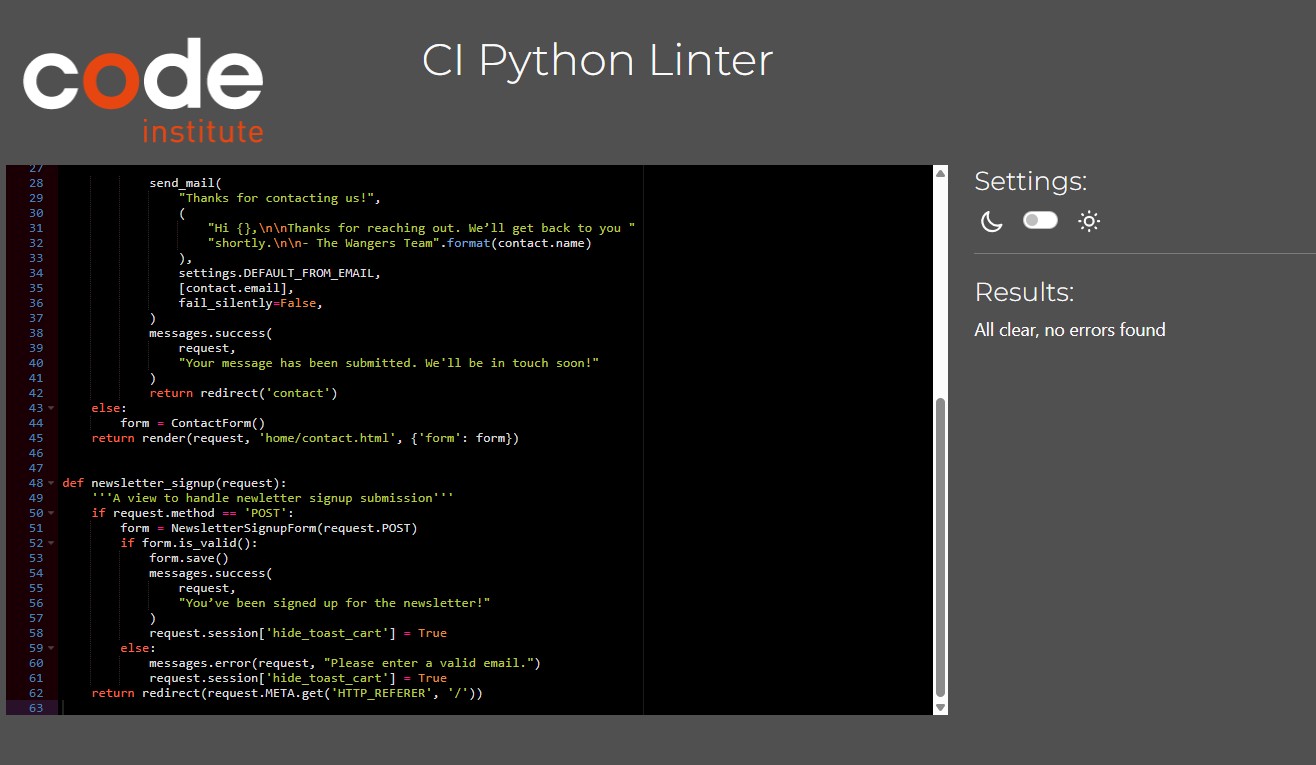 code
institute
CI Python Linter
27
28 send_mail(
29 "Thanks for contacting us!",
30 (
31 "Hi {},\n\nThanks for reaching out. We’ll get back to you "
32 "shortly.\n\n- The Wangers Team".format(contact.name)
33 ),
34 settings.DEFAULT_FROM_EMAIL,
35 [contact.email],
36 fail_silently=False,
37 )
38 messages.success(
39 request,
40 "Your message has been submitted. We'll be in touch soon!"
41 )
42 return redirect('contact')
43 else:
44 form = ContactForm()
45 return render(request, 'home/contact.html', {'form': form})
46
47
48 def newsletter_signup(request):
49 '''A view to handle newletter signup submission'''
50 if request.method == 'POST':
51 form = NewsletterSignupForm(request.POST)
52 if form.is_valid():
53 form.save()
54 messages.success(
55 request,
56 "You’ve been signed up for the newsletter!"
57 )
58 request.session['hide_toast_cart'] = True
59 else:
60 messages.error(request, "Please enter a valid email.")
61 request.session['hide_toast_cart'] = True
62 return redirect(request.META.get('HTTP_REFERER', '/'))
63
Settings:
Results:
All clear, no errors found